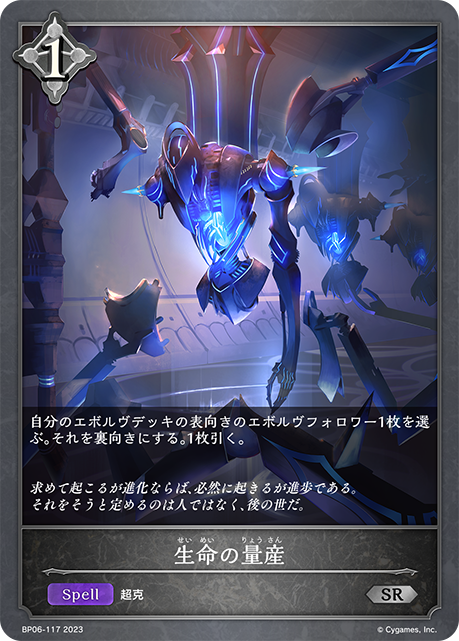 1
自分のエボルヴデッキの表向きのエボルヴフォロワー1枚を選
ぶ。それを裏向きにする。1枚引く。
求めて起こるが進化ならば、必然に起きるが進歩である。
それをそうと定めるのは人ではなく、後の世だ。
せい めい りょう さん
生命の量産
Spell 超克 SR
BP06-117 2023 © Cygames, Inc.